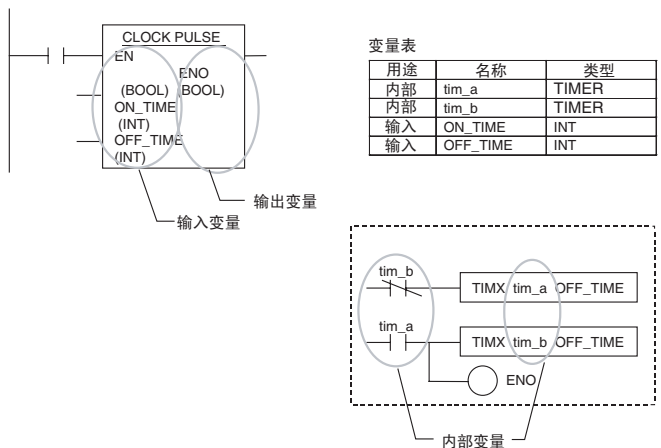 CLOCK PULSE
EN
ENO
(BOOL) (BOOL)
ON_TIME
(INT)
OFF_TIME
(INT)
输出变量
输入变量
变量表
用途 名称 类型
内部 tim_a TIMER
内部 tim_b TIMER
输入 ON_TIME INT
输入 OFF_TIME INT
tim_b
TIMX tim_a OFF_TIME
tim_a
TIMX tim_b OFF_TIME
ENO
内部变量